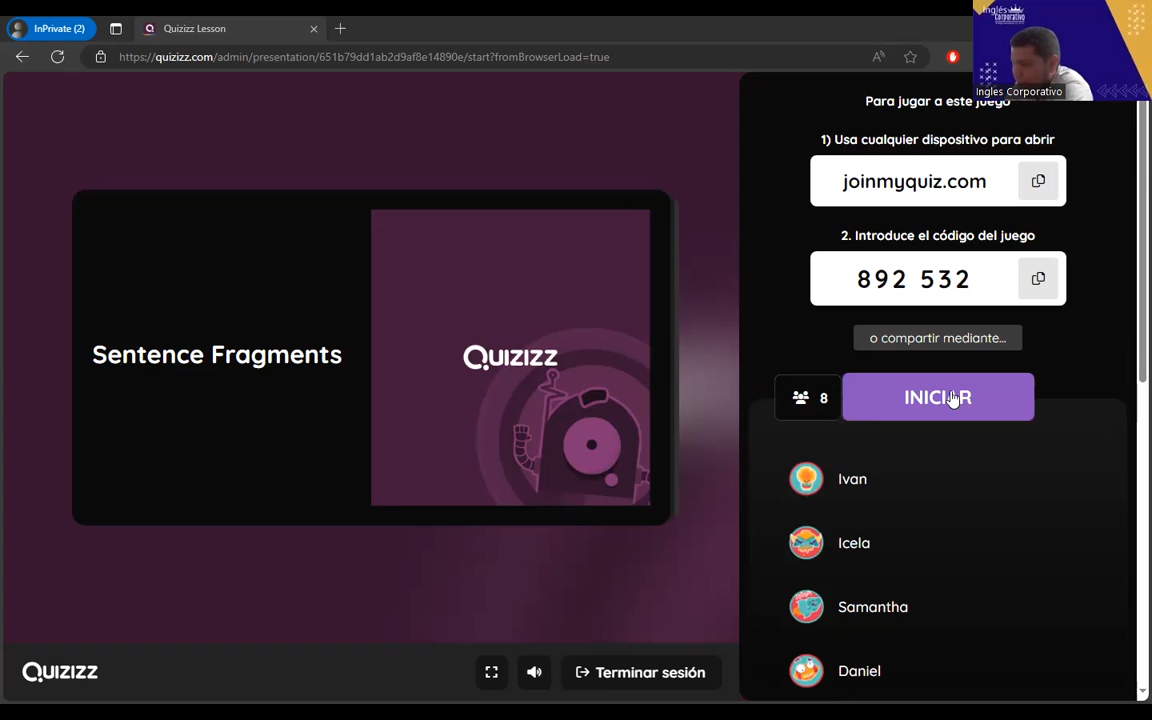 InPrivate (2)
Quizizz Lesson
https://quizizz.com/admin/presentation/651b79dd1ab2d9af8e14890e/start?fromBrowserLoad=true
Inglés
Corporativo
Ingles Corporativo
Para jugar a este juego
1) Usa cualquier dispositivo para abrir
joinmyquiz.com
2. Introduce el código del juego
892 532
o compartir mediante...
8
INICIAR
Ivan
Icela
Samantha
Daniel
Sentence Fragments
Quizizz
Quizizz
Terminar sesión